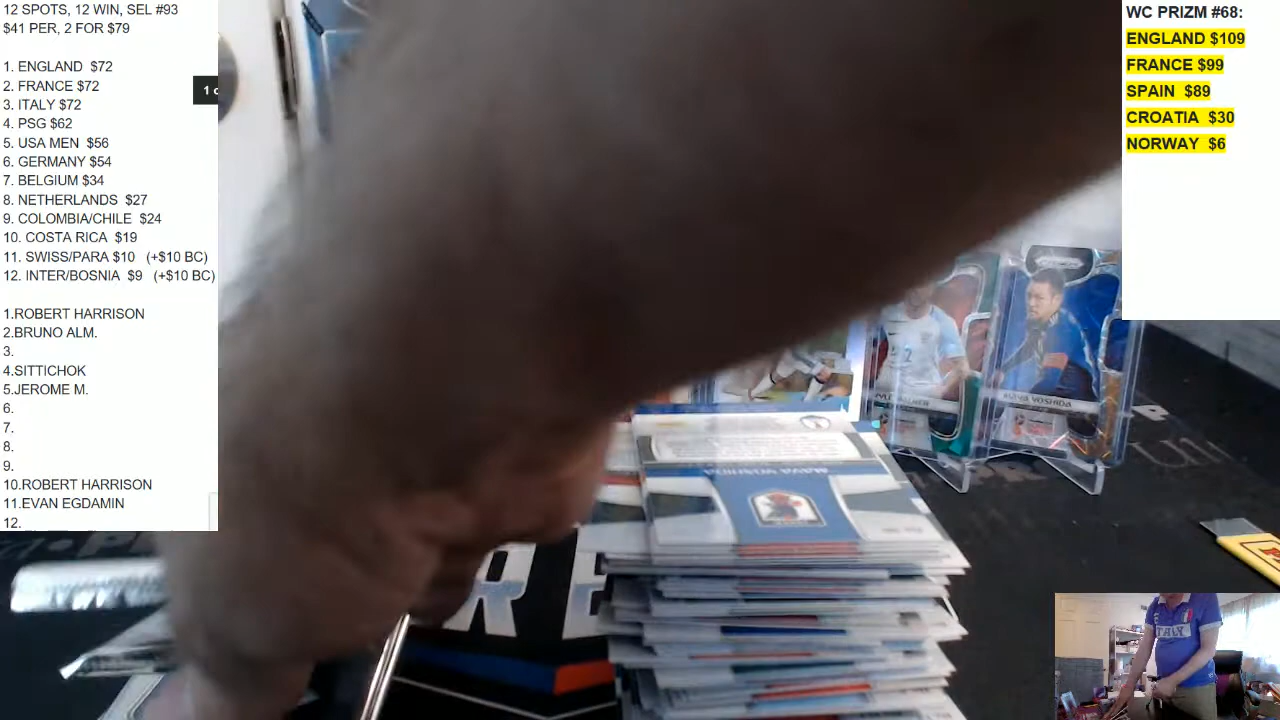 12 SPOTS, 12 WIN, SEL #93
$41 PER, 2 FOR $79
1. ENGLAND $72
2. FRANCE $72
3. ITALY $72
4. PSG $62
5. USA MEN $56
6. GERMANY $54
7. BELGIUM $34
8. NETHERLANDS $27
9. COLOMBIA/CHILE $24
10. COSTA RICA $19
11. SWISS/PARA $10 (+$10 BC)
12. INTER/BOSNIA $9 (+$10 BC)
1.ROBERT HARRISON
2.BRUNO ALM.
3.
4.SITTICHOK
5.JEROME M.
6.
7.
8.
9.
10.ROBERT HARRISON
11.EVAN EGDAMIN
12.
WC PRIZM #68:
ENGLAND $109
FRANCE $99
SPAIN $89
CROATIA $30
NORWAY $6
MAYA YOSHIDA
MAYA YOSHIDA
RE
ITALY